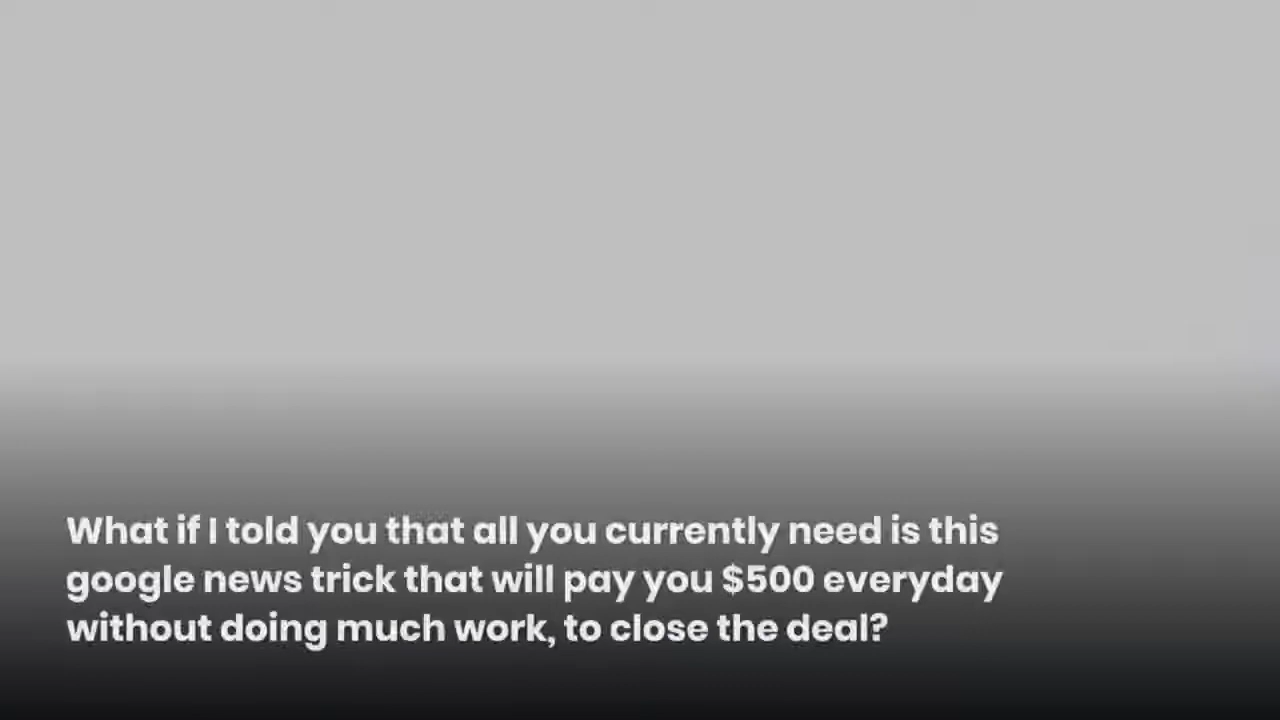 What if I told you that all you currently need is this
google news trick that will pay you $500 everyday
without doing much work, to close the deal?